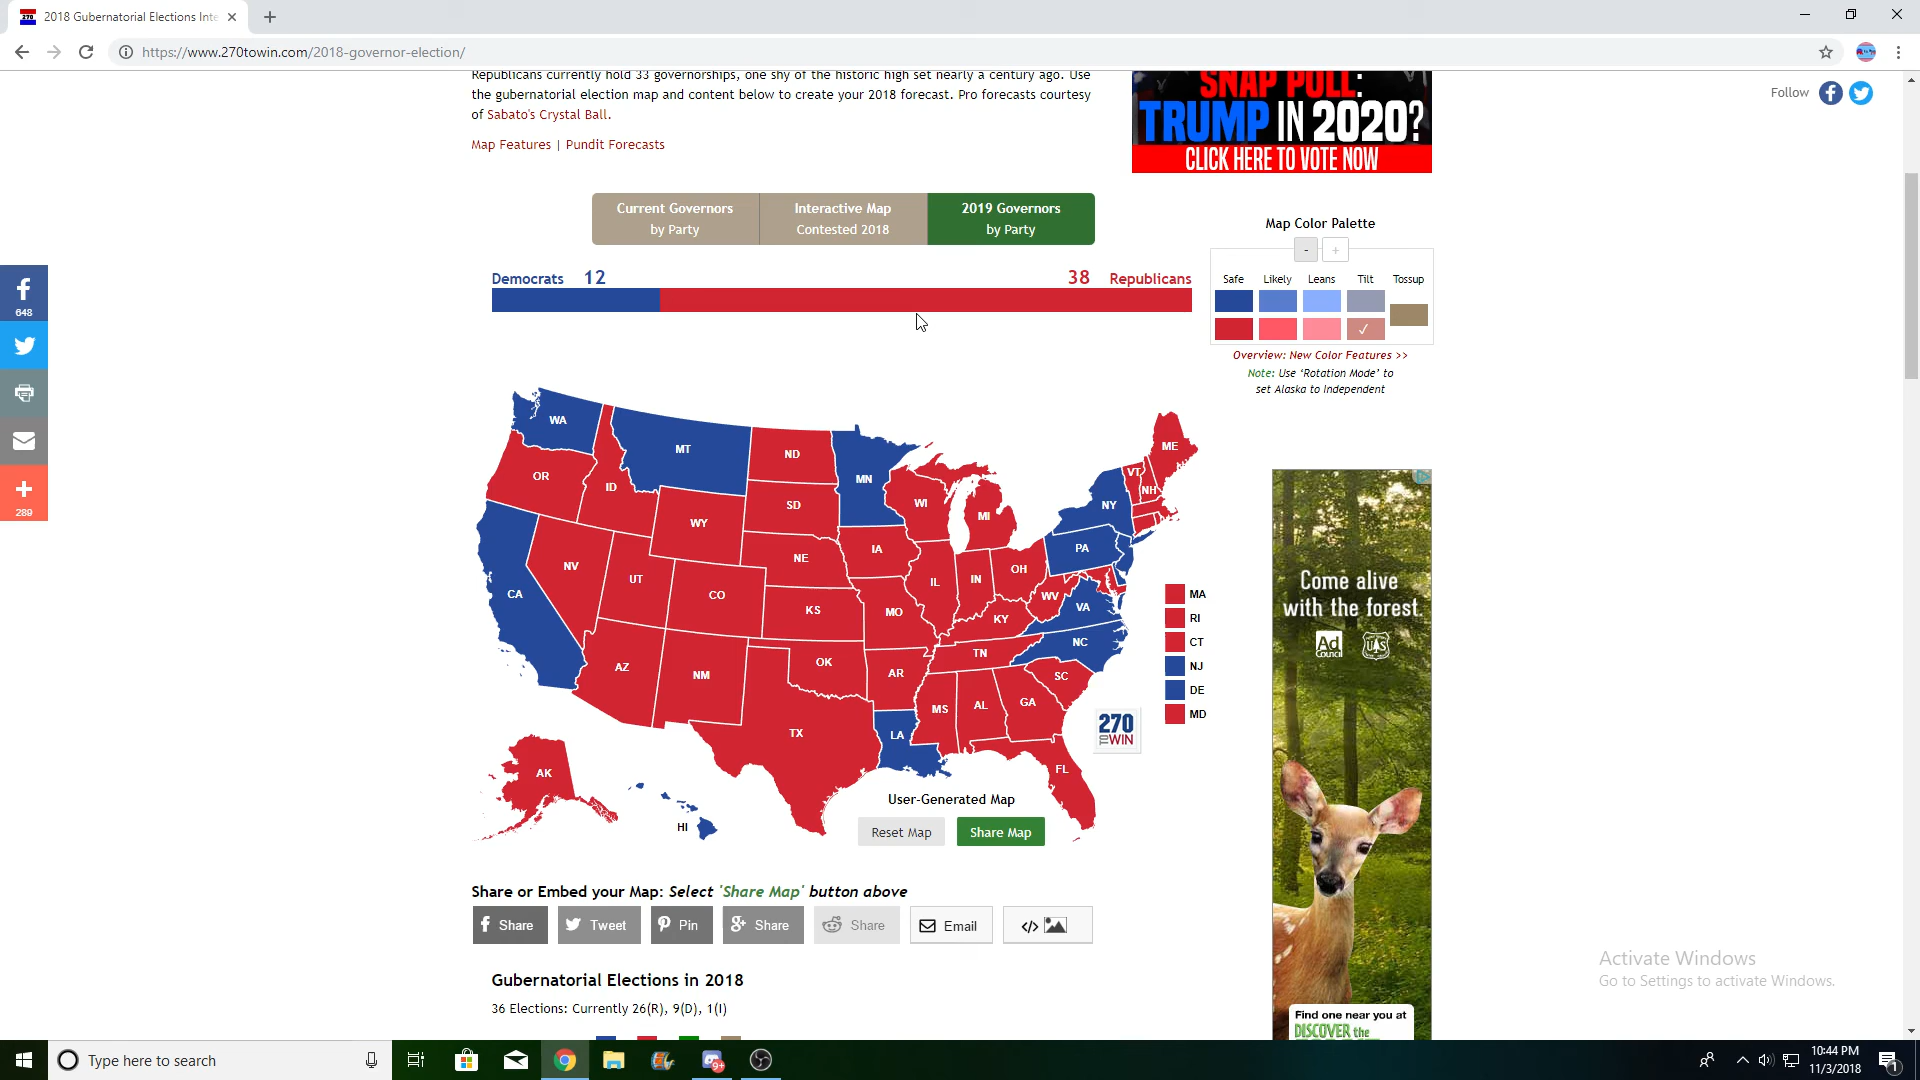 2018 Gubernatorial Elections Inte
https://www.270towin.com/2018-governor-election/
Republicans currently hold 33 governorships, one shy of the historic high set nearly a century ago. Use
the gubernatorial election map and content below to create your 2018 forecast. Pro forecasts courtesy
of Sabato's Crystal Ball.
Map Features | Pundit Forecasts
SNAP POLL:
TRUMP IN 2020?
CLICK HERE TO VOTE NOW
Follow
Current Governors
by Party
Interactive Map
Contested 2018
2019 Governors
by Party
Democrats 12
38 Republicans
Map Color Palette
- +
Safe Likely Leans Tilt Tossup
Overview: New Color Features >>
Note: Use 'Rotation Mode' to
set Alaska to Independent
648
289
WA
MT
ND
MN
ME
OR
ID
SD
WI
MI
VT
NH
NY
WY
IA
NE
PA
NV
UT
CO
KS
MO
IL
IN
OH
WV
VA
KY
NC
CA
AZ
NM
OK
AR
TN
SC
MS
AL
GA
TX
LA
FL
AK
HI
MA
RI
CT
NJ
DE
MD
270
TO WIN
User-Generated Map
Reset Map
Share Map
Share or Embed your Map: Select 'Share Map' button above
Share
Tweet
Pin
Share
Share
Email
</>
Gubernatorial Elections in 2018
36 Elections: Currently 26(R), 9(D), 1(I)
Come alive
with the forest.
Ad
Council
UAS
Find one near you at
DISCOVER the
Activate Windows
Go to Settings to activate Windows.
Type here to search
9+
10:44 PM
11/3/2018
1